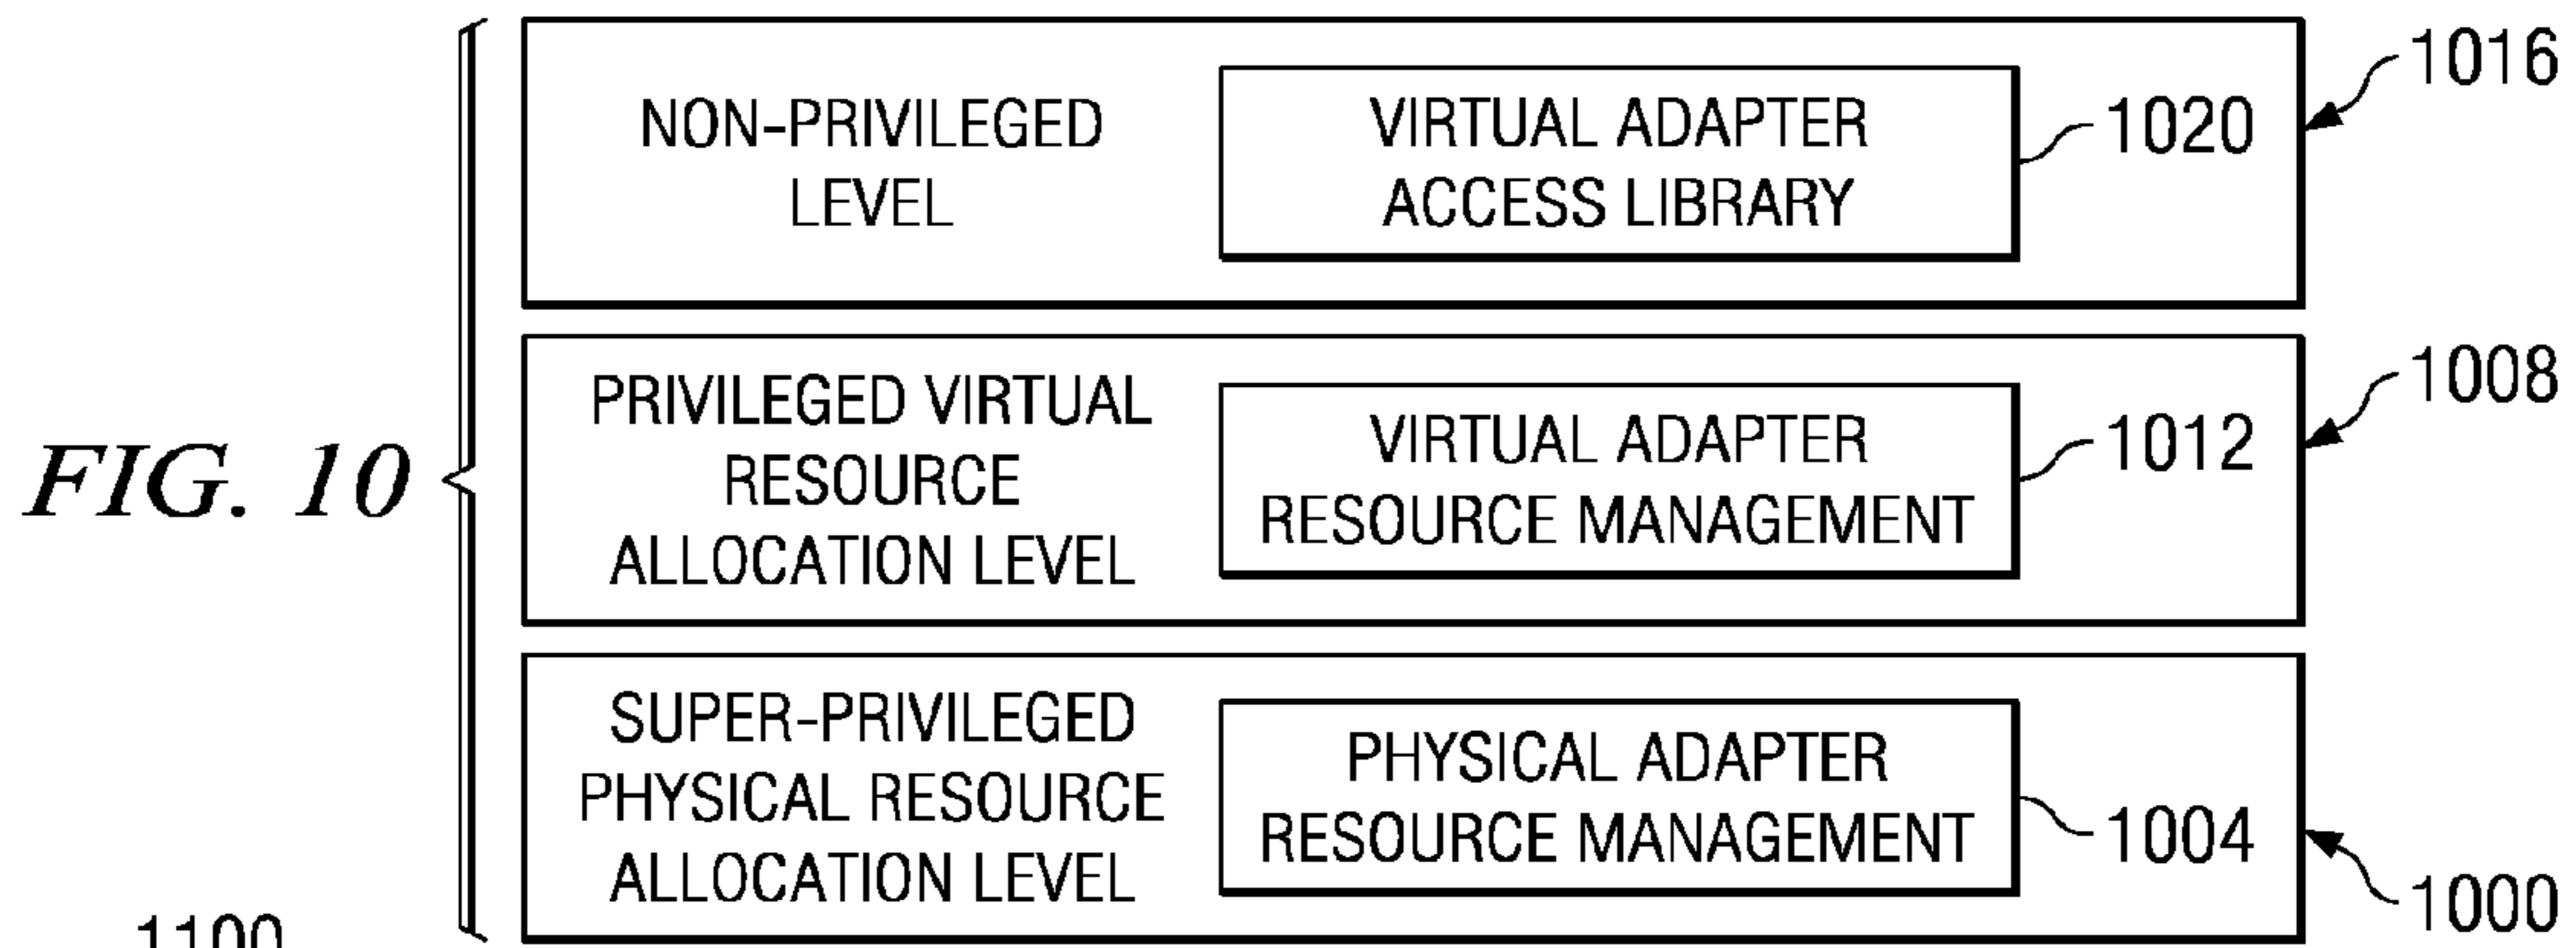 FIG. 10
NON-PRIVILEGED
LEVEL
VIRTUAL ADAPTER
ACCESS LIBRARY
1020
1016
PRIVILEGED VIRTUAL
RESOURCE
ALLOCATION LEVEL
VIRTUAL ADAPTER
RESOURCE MANAGEMENT
1012
1008
SUPER-PRIVILEGED
PHYSICAL RESOURCE
ALLOCATION LEVEL
PHYSICAL ADAPTER
RESOURCE MANAGEMENT
1004
1000
1100